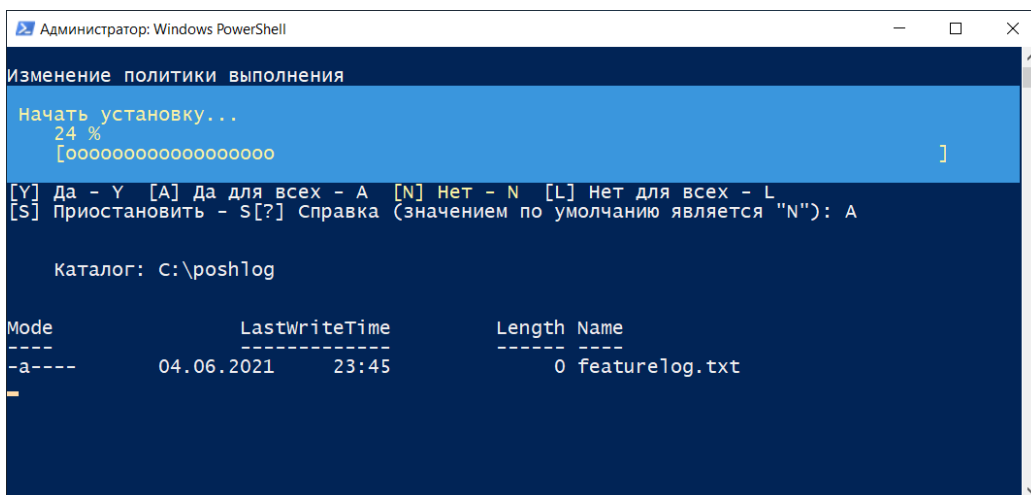 Администратор: Windows PowerShell
Изменение политики выполнения
Начать установку...
24 %
[oooooooooooooooooo ]
[Y] Да - Y [A] Да для всех - A [N] Нет - N [L] Нет для всех - L
[S] Приостановить - S[?] Справка (значением по умолчанию является "N"): A
Каталог: C:\poshlog
Mode LastWriteTime Length Name
---- ------------- ------ ----
-a---- 04.06.2021 23:45 0 featurelog.txt